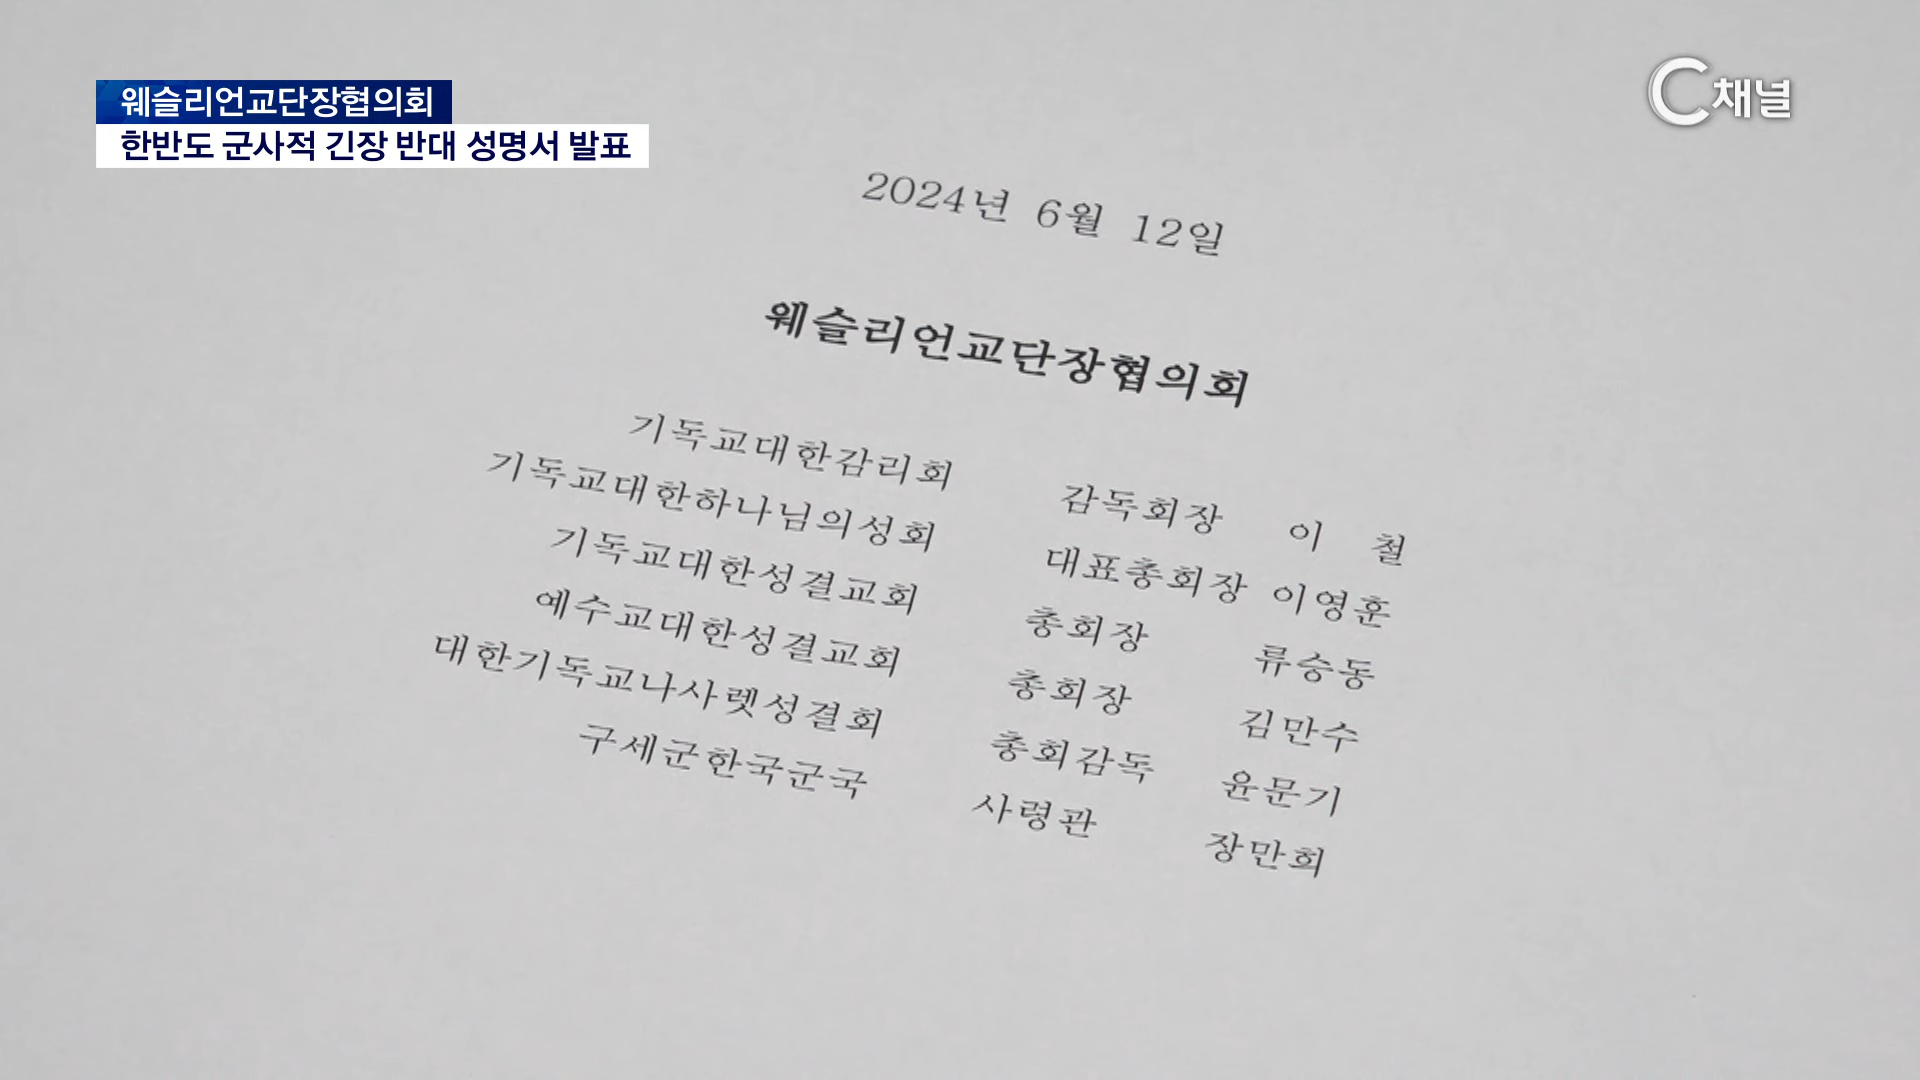 웨슬리언교단장협의회
한반도 군사적 긴장 반대 성명서 발표
C채널
2024년 6월 12일
웨슬리언교단장협의회
기독교대한감리회 감독회장 이 철
기독교대한하나님의성회 대표총회장 이영훈
기독교대한성결교회 총회장 류승동
예수교대한성결교회 총회장 김만수
대한기독교나사렛성결회 총회감독 윤문기
구세군한국군국 사령관 장만희